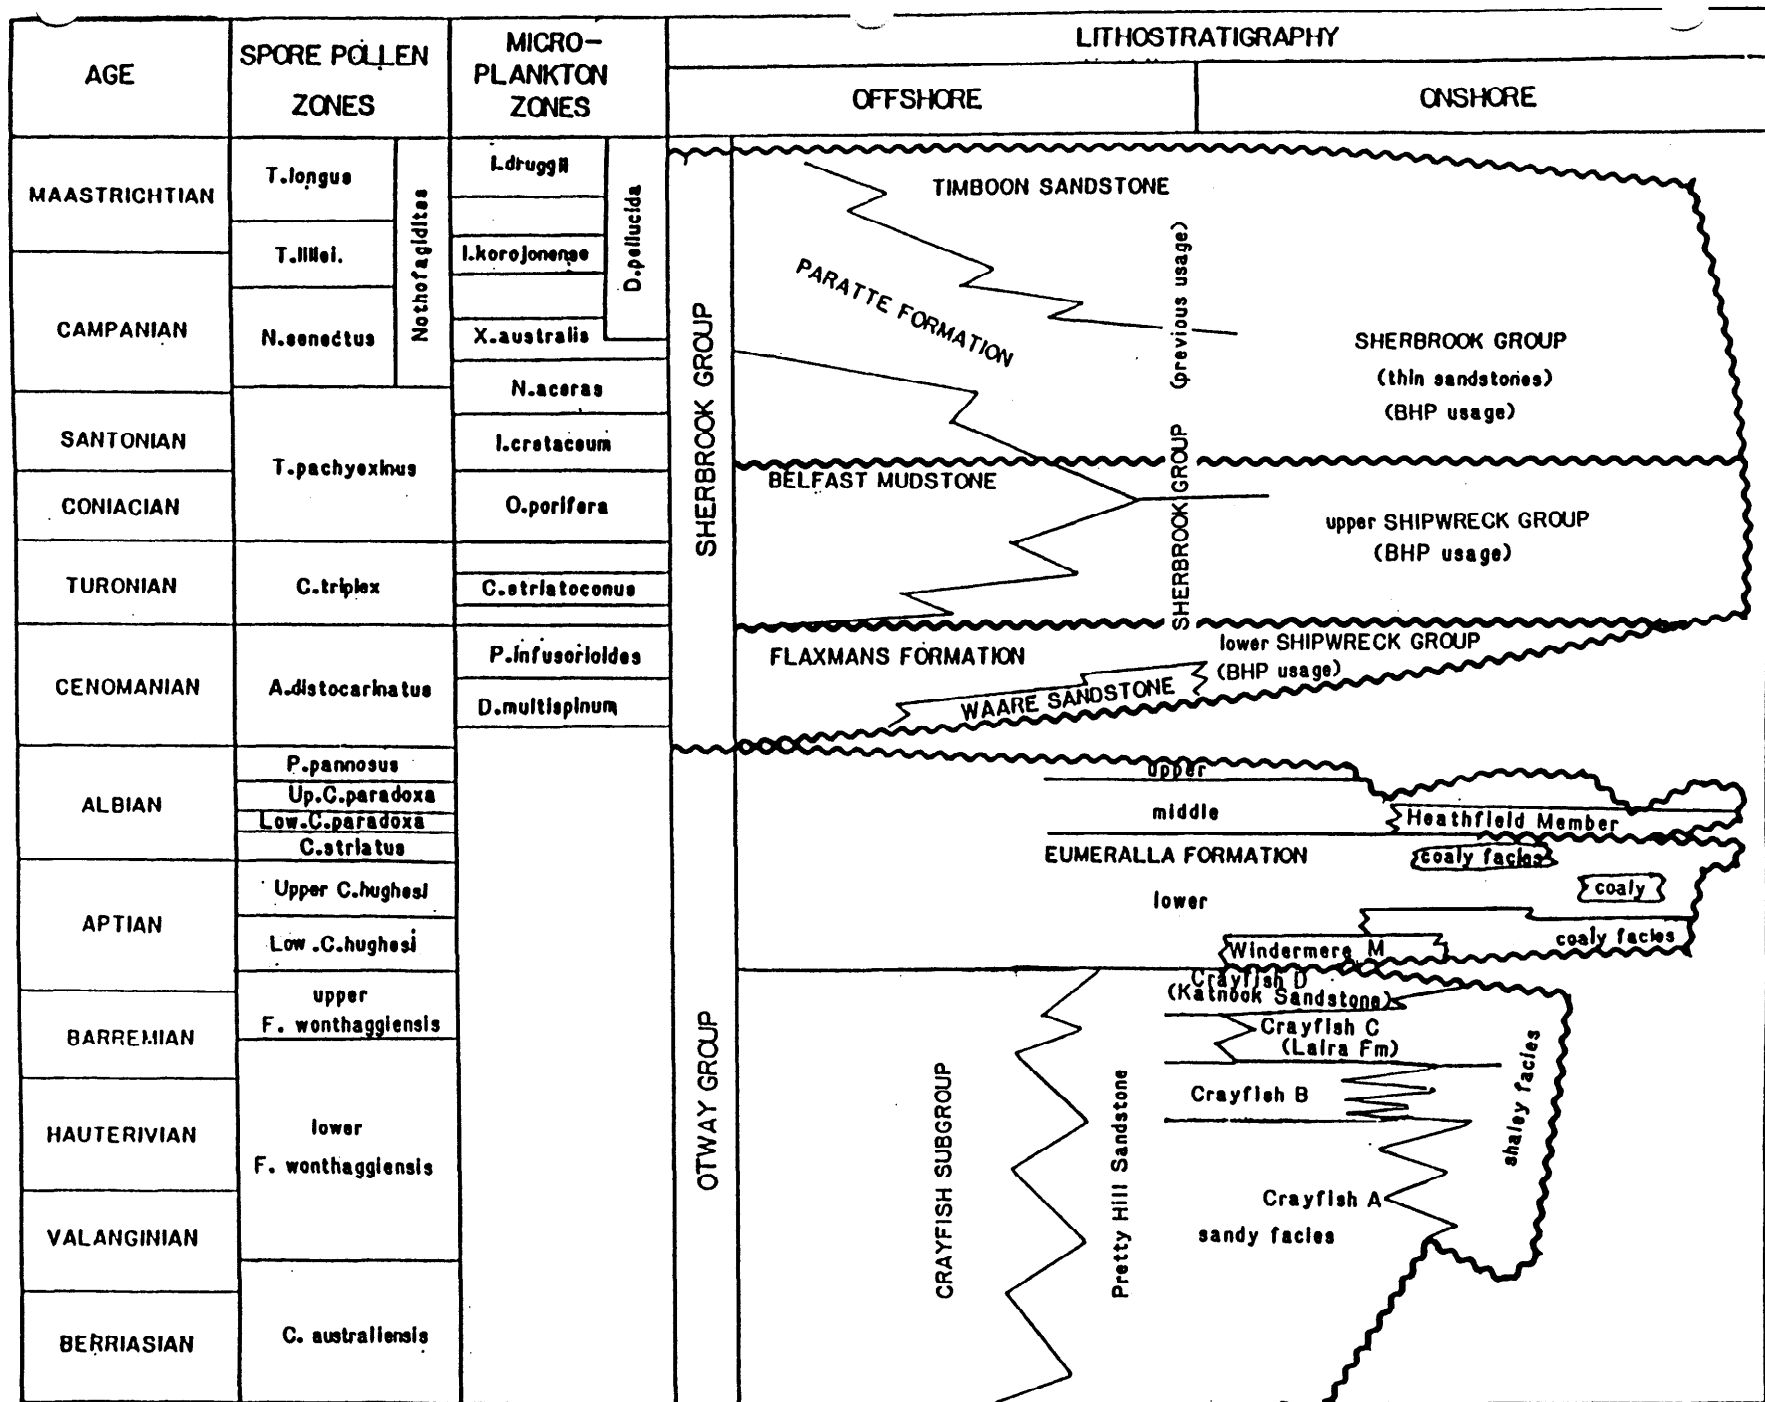 AGE
SPORE POLLEN
ZONES
MICRO-
PLANKTON
ZONES
LITHOSTRATIGRAPHY
OFFSHORE
ONSHORE
MAASTRICHTIAN
CAMPANIAN
SANTONIAN
CONIACIAN
TURONIAN
CENOMANIAN
ALBIAN
APTIAN
BARREMIAN
HAUTERIVIAN
VALANGINIAN
BERRIASIAN
T.longus
T.lillei.
N.senectus
Nothofagidites
T.pachyexinus
C.triplex
A.distocarinatus
P.pannosus
Up.C.paradoxa
Low.C.paradoxa
C.striatus
Upper C.hughesi
Low.C.hughesi
upper
F. wonthaggiensis
lower
F. wonthaggiensis
C. australiensis
I.druggii
I.korojonense
X.australis
D.pellucida
N.aceras
I.cretaceum
O.porifera
C.striatoconus
P.infusorioides
D.multispinum
SHERBROOK GROUP
OTWAY GROUP
TIMBOON SANDSTONE
PARATTE FORMATION
SHERBROOK GROUP (previous usage)
SHERBROOK GROUP
(thin sandstones)
(BHP usage)
BELFAST MUDSTONE
upper SHIPWRECK GROUP
(BHP usage)
FLAXMANS FORMATION
lower SHIPWRECK GROUP
(BHP usage)
WAARE SANDSTONE
upper
middle
Heathfield Member
EUMERALLA FORMATION
coaly facies
coaly
lower
coaly facies
Windermere M
Crayfish D
(Katnook Sandstone)
Crayfish C
(Laira Fm)
Crayfish B
Crayfish A
sandy facies
shaley facies
CRAYFISH SUBGROUP
Pretty Hill Sandstone